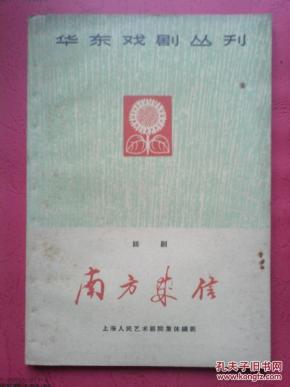 华东戏剧丛刊
話剧
南方来信
上海人民艺术剧院集体编剧
孔夫子旧书网